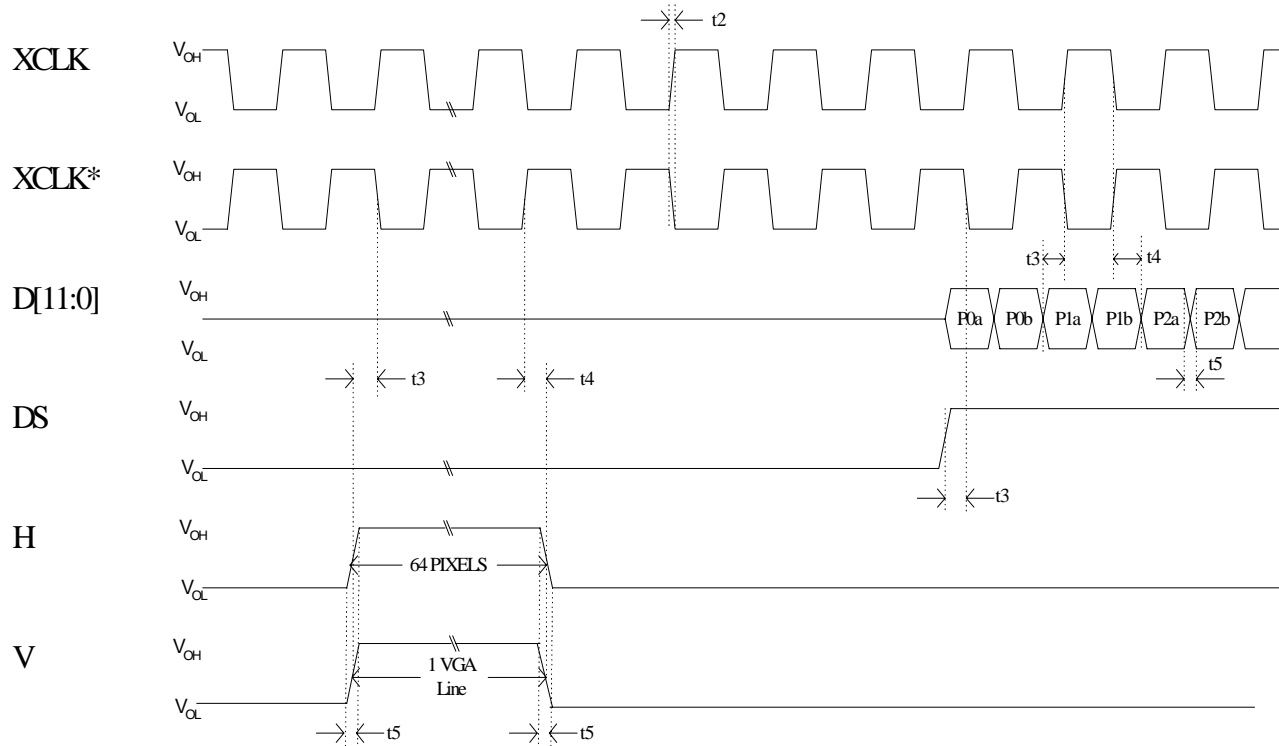 t2
XCLK
VOH
VOL
XCLK*
VOH
VOL
t3
t4
D[11:0]
VOH
VOL
P0a
P0b
P1a
P1b
P2a
P2b
t3
t4
t5
DS
VOH
VOL
t3
H
VOH
VOL
64 PIXELS
V
VOH
VOL
1 VGA
Line
t5
t5